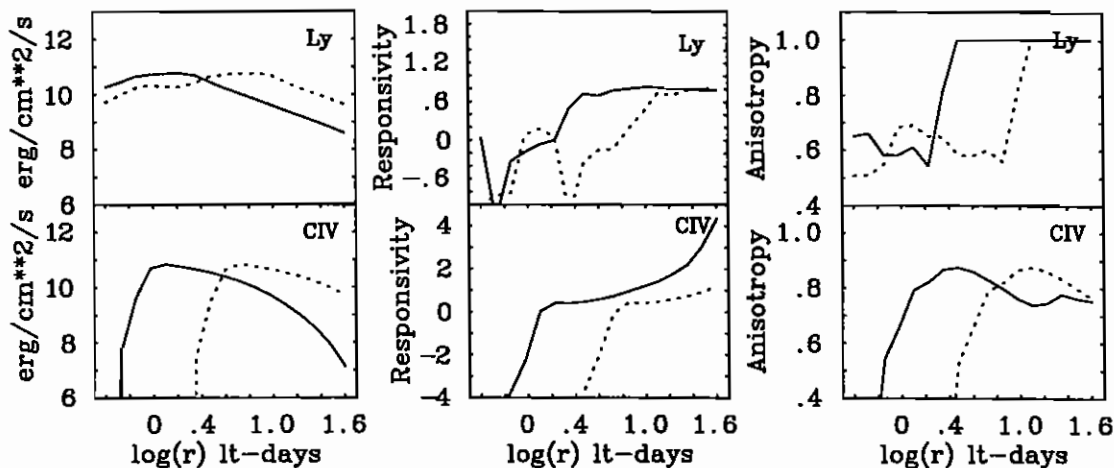 erg/cm**2/s
12
10
8
6
Ly
Responsivity
1.8
1.2
.6
0
−.6
Ly
Anisotropy
1.0
.8
.6
.4
Ly
erg/cm**2/s
12
10
8
6
CIV
0 .4 1.0 1.6
log(r) lt-days
Responsivity
4
2
0
−2
−4
CIV
0 .4 1.0 1.6
log(r) lt-days
Anisotropy
1.0
.8
.6
.4
CIV
0 .4 1.0 1.6
log(r) lt-days